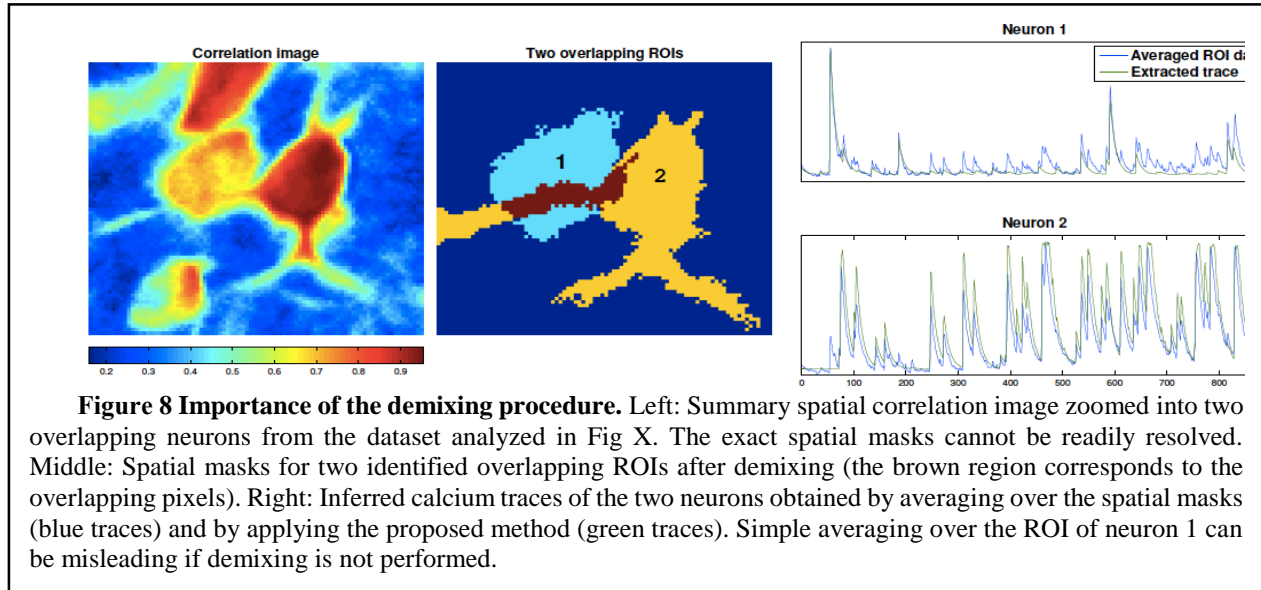 Correlation image
Two overlapping ROIs
1
2
0.2 0.3 0.4 0.5 0.6 0.7 0.8 0.9
Neuron 1
Averaged ROI da
Extracted trace
Neuron 2
0 100 200 300 400 500 600 700 800
Figure 8 Importance of the demixing procedure. Left: Summary spatial correlation image zoomed into two
overlapping neurons from the dataset analyzed in Fig X. The exact spatial masks cannot be readily resolved.
Middle: Spatial masks for two identified overlapping ROIs after demixing (the brown region corresponds to the
overlapping pixels). Right: Inferred calcium traces of the two neurons obtained by averaging over the spatial masks
(blue traces) and by applying the proposed method (green traces). Simple averaging over the ROI of neuron 1 can
be misleading if demixing is not performed.